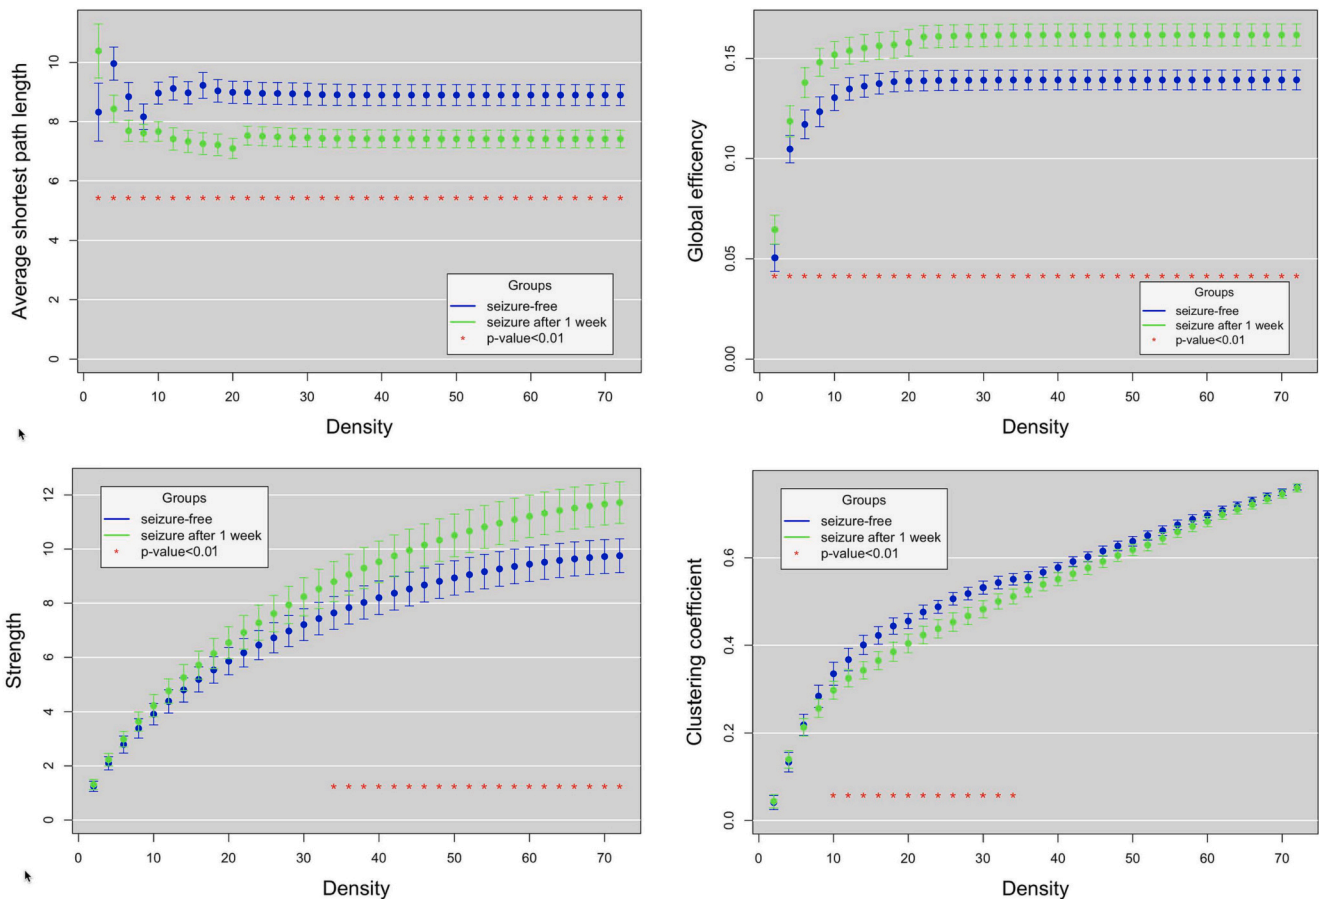 Average shortest path length
10
8
6
4
2
0
Groups
seizure-free
seizure after 1 week
* p-value<0.01
0 10 20 30 40 50 60 70
Density
Global efficency
0.15
0.10
0.05
0.00
Groups
seizure-free
seizure after 1 week
* p-value<0.01
0 10 20 30 40 50 60 70
Density
Strength
12
10
8
6
4
2
0
Groups
seizure-free
seizure after 1 week
* p-value<0.01
0 10 20 30 40 50 60 70
Density
Clustering coefficient
0.6
0.4
0.2
0.0
Groups
seizure-free
seizure after 1 week
* p-value<0.01
0 10 20 30 40 50 60 70
Density